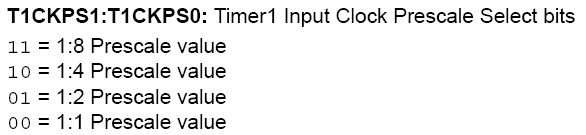 T1CKPS1:T1CKPS0: Timer1 Input Clock Prescale Select bits
11 = 1:8 Prescale value
10 = 1:4 Prescale value
01 = 1:2 Prescale value
00 = 1:1 Prescale value